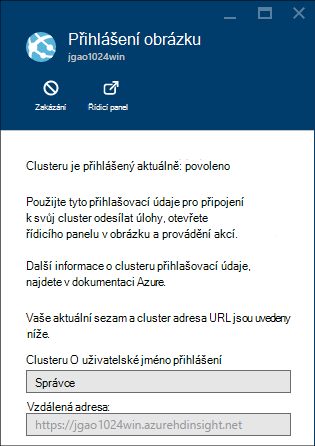 Přihlášení obrázku
jgao1024win
Zakázání
Řídicí panel
Clusteru je přihlášený aktuálně: povoleno
Použijte tyto přihlašovací údaje pro připojení
k svůj cluster odesílat úlohy, otevřete
řídicího panelu v obrázku a provádění akcí.
Další informace o clusteru přihlašovací údaje,
najdete v dokumentaci Azure.
Vaše aktuální sezam a cluster adresa URL jsou uvedeny
níže.
Clusteru O uživatelské jméno přihlášení
Správce
Vzdálená adresa:
https://jgao1024win.azurehdinsight.net